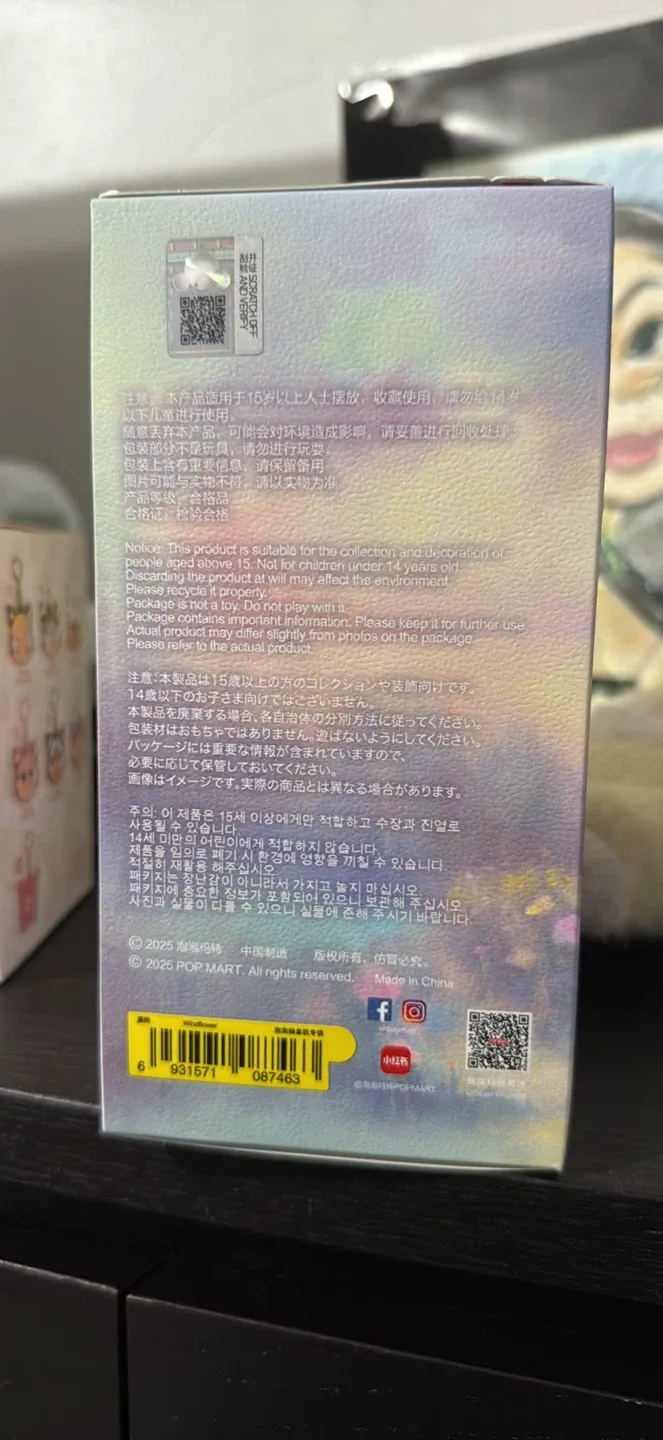 刮开验证 SCRATCH OFF AND VERIFY
注意：本产品适用于15岁以上人士摆放，收藏使用，请勿给14岁
以下儿童进行使用。
随意丢弃本产品，可能会对环境造成影响，请妥善进行回收处理。
包装部分不是玩具，请勿进行玩耍。
包装上含有重要信息，请保留备用
图片可能与实物不符，请以实物为准
产品等级：合格品
合格证：检验合格
Notice: This product is suitable for the collection and decoration of
people aged above 15. Not for children under 14 years old.
Discarding the product at will may affect the environment.
Please recycle it properly.
Package is not a toy. Do not play with it.
Package contains important information. Please keep it for further use.
Actual product may differ slightly from photos on the package.
Please refer to the actual product.
注意：本製品は15歳以上の方のコレクションや装飾向けです。
14歳以下のお子さま向けではございません。
本製品を廃棄する場合、各自治体の分別方法に従ってください。
包装材はおもちゃではありません。遊ばないようにしてください。
パッケージには重要な情報が含まれていますので、
必要に応じて保管しておいてください。
画像はイメージです。実際の商品とは異なる場合があります。
주의: 이 제품은 15세 이상에게만 적합하고 수장과 진열로
사용될 수 있습니다.
14세 미만의 어린이에게 적합하지 않습니다.
제품을 임의로 폐기 시 환경에 영향을 끼칠 수 있습니다.
적절히 재활용 해주십시오.
패키지는 장난감이 아니라서 가지고 놀지 마십시오.
패키지에 중요한 정보가 포함되어 있으니 보관해 주십시오.
사진과 실물이 다를 수 있으니 실물에 준해 주시기 바랍니다.
© 2025 泡泡玛特 中国制造 版权所有，仿冒必究。
© 2025 POP MART. All rights reserved. Made in China
Windflower
6 931571 087463
小红书
@泡泡玛特POPMART